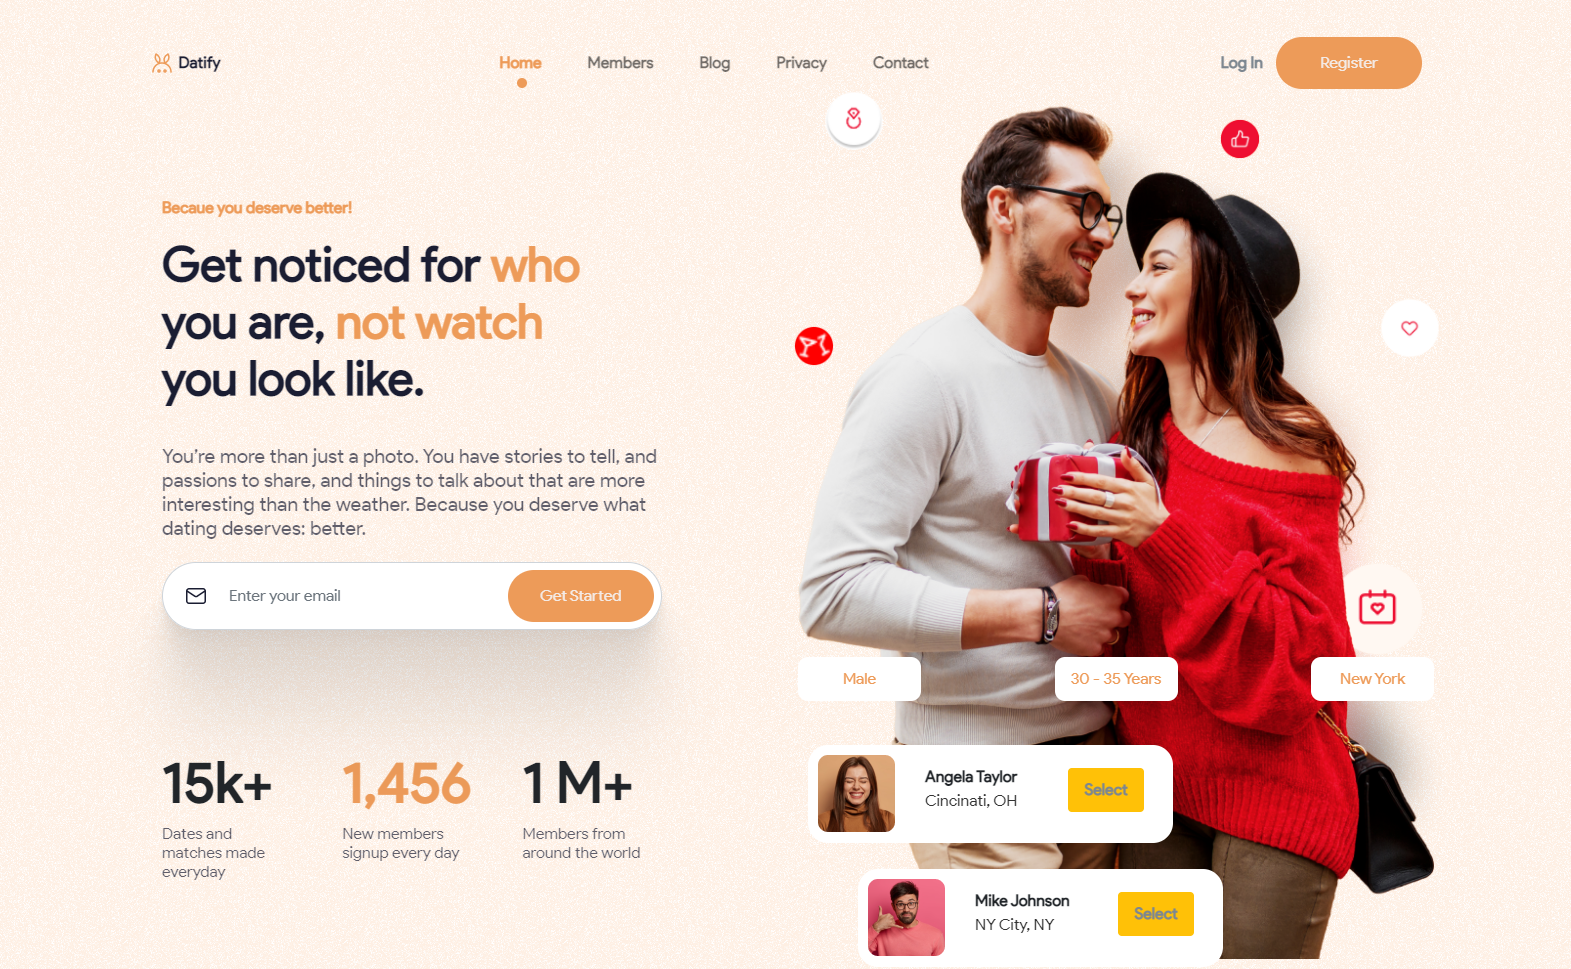 Datify
Home
Members
Blog
Privacy
Contact
Log In
Register
Becaue you deserve better!
Get noticed for who
you are, not watch
you look like.
You're more than just a photo. You have stories to tell, and
passions to share, and things to talk about that are more
interesting than the weather. Because you deserve what
dating deserves: better.
Enter your email
Get Started
15k+
Dates and
matches made
everyday
1,456
New members
signup every day
1 M+
Members from
around the world
Male
30 - 35 Years
New York
Angela Taylor
Cincinati, OH
Select
Mike Johnson
NY City, NY
Select